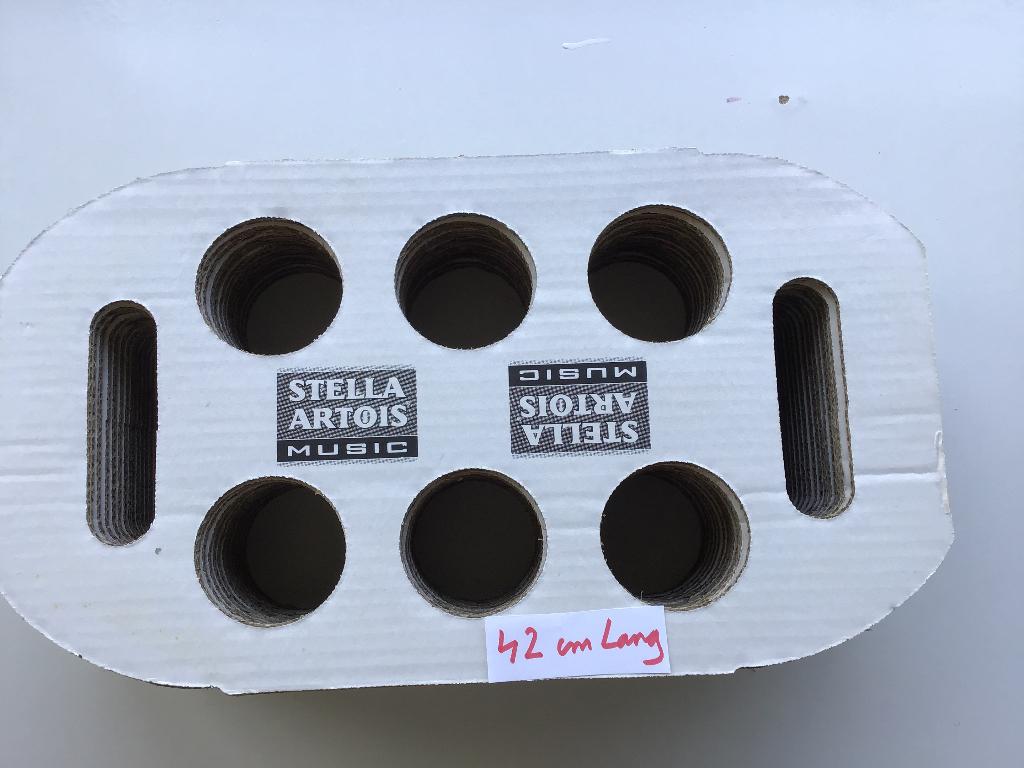 STELLA
ARTOIS
MUSIC
STELLA
ARTOIS
MUSIC
42 cm Lang